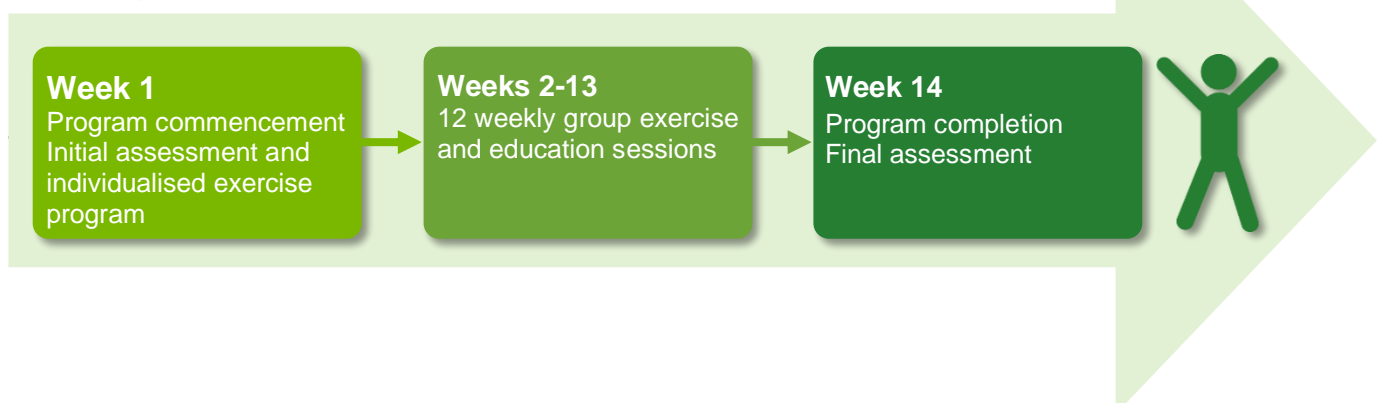 Week 1
Program commencement
Initial assessment and
individualised exercise
program
Weeks 2-13
12 weekly group exercise
and education sessions
Week 14
Program completion
Final assessment